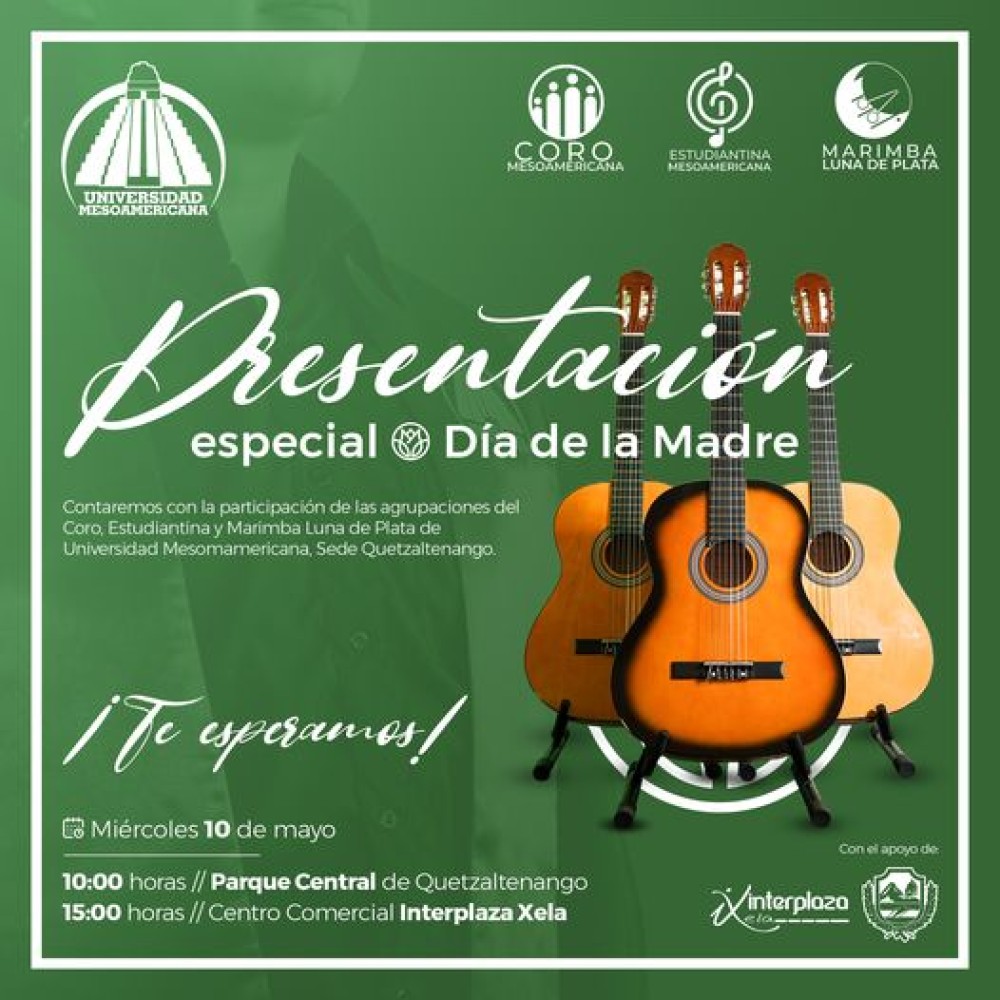 UNIVERSIDAD
MESOAMERICANA
CORO
MESOAMERICANA
ESTUDIANTINA
MESOAMERICANA
MARIMBA
LUNA DE PLATA
Presentación
especial Día de la Madre
Contaremos con la participación de las agrupaciones del
Coro, Estudiantina y Marimba Luna de Plata de
Universidad Mesomamericana, Sede Quetzaltenango.
¡Te esperamos!
Miércoles 10 de mayo
10:00 horas // Parque Central de Quetzaltenango
15:00 horas // Centro Comercial Interplaza Xela
Con el apoyo de:
interplaza
Xela